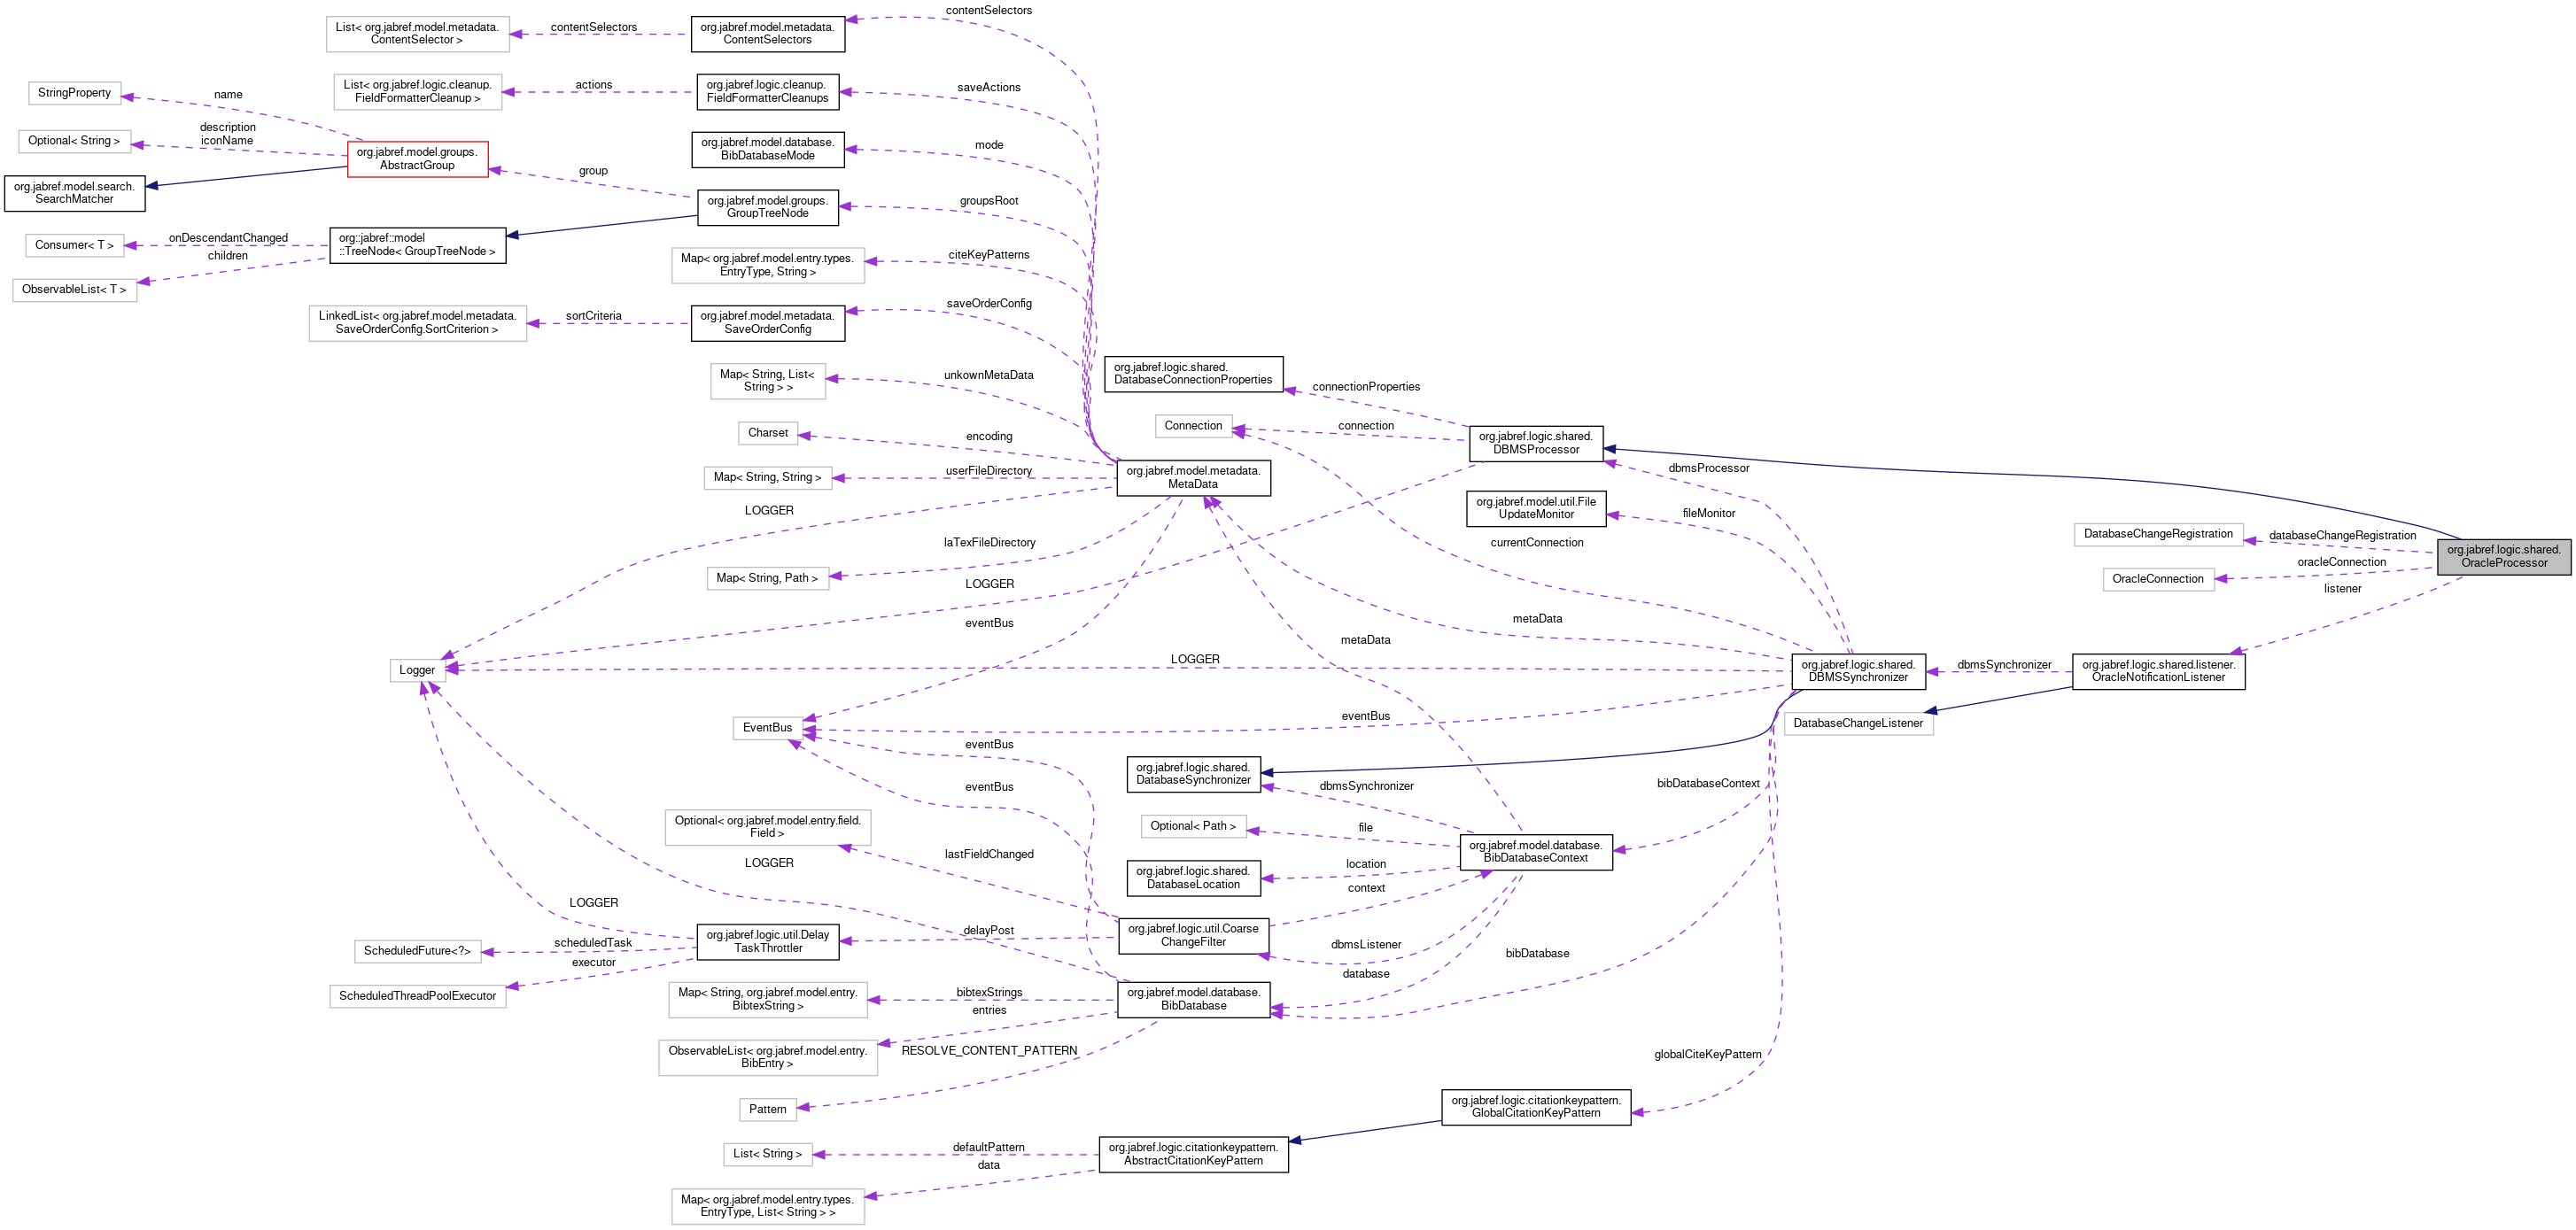 contentSelectors
List< org.jabref.model.metadata.
ContentSelector >
contentSelectors
org.jabref.model.metadata.
ContentSelectors
StringProperty
name
List< org.jabref.logic.cleanup.
FieldFormatterCleanup >
actions
org.jabref.logic.cleanup.
FieldFormatterCleanups
saveActions
Optional< String >
description
iconName
org.jabref.model.groups.
AbstractGroup
org.jabref.model.database.
BibDatabaseMode
mode
org.jabref.model.search.
SearchMatcher
group
org.jabref.model.groups.
GroupTreeNode
groupsRoot
Consumer< T >
onDescendantChanged
children
org::jabref::model
::TreeNode< GroupTreeNode >
Map< org.jabref.model.entry.types.
EntryType, String >
citeKeyPatterns
ObservableList< T >
LinkedList< org.jabref.model.metadata.
SaveOrderConfig.SortCriterion >
sortCriteria
org.jabref.model.metadata.
SaveOrderConfig
saveOrderConfig
Map< String, List<
String > >
unkownMetaData
org.jabref.logic.shared.
DatabaseConnectionProperties
connectionProperties
Charset
encoding
Connection
connection
org.jabref.logic.shared.
DBMSProcessor
Map< String, String >
userFileDirectory
org.jabref.model.metadata.
MetaData
dbmsProcessor
LOGGER
org.jabref.model.util.File
UpdateMonitor
fileMonitor
laTexFileDirectory
currentConnection
DatabaseChangeRegistration
databaseChangeRegistration
org.jabref.logic.shared.
OracleProcessor
Map< String, Path >
LOGGER
OracleConnection
oracleConnection
listener
eventBus
metaData
metaData
Logger
LOGGER
org.jabref.logic.shared.
DBMSSynchronizer
dbmsSynchronizer
org.jabref.logic.shared.listener.
OracleNotificationListener
EventBus
eventBus
DatabaseChangeListener
eventBus
org.jabref.logic.shared.
DatabaseSynchronizer
dbmsSynchronizer
bibDatabaseContext
eventBus
Optional< org.jabref.model.entry.field.
Field >
Optional< Path >
file
lastFieldChanged
org.jabref.model.database.
BibDatabaseContext
LOGGER
org.jabref.logic.shared.
DatabaseLocation
location
context
LOGGER
org.jabref.logic.util.Delay
TaskThrottler
delayPost
org.jabref.logic.util.Coarse
ChangeFilter
dbmsListener
ScheduledFuture<?>
scheduledTask
executor
bibDatabase
database
ScheduledThreadPoolExecutor
Map< String, org.jabref.model.entry.
BibtexString >
bibtexStrings
entries
org.jabref.model.database.
BibDatabase
ObservableList< org.jabref.model.entry.
BibEntry >
RESOLVE_CONTENT_PATTERN
globalCiteKeyPattern
Pattern
org.jabref.logic.citationkeypattern.
GlobalCitationKeyPattern
List< String >
defaultPattern
data
org.jabref.logic.citationkeypattern.
AbstractCitationKeyPattern
Map< org.jabref.model.entry.types.
EntryType, List< String > >